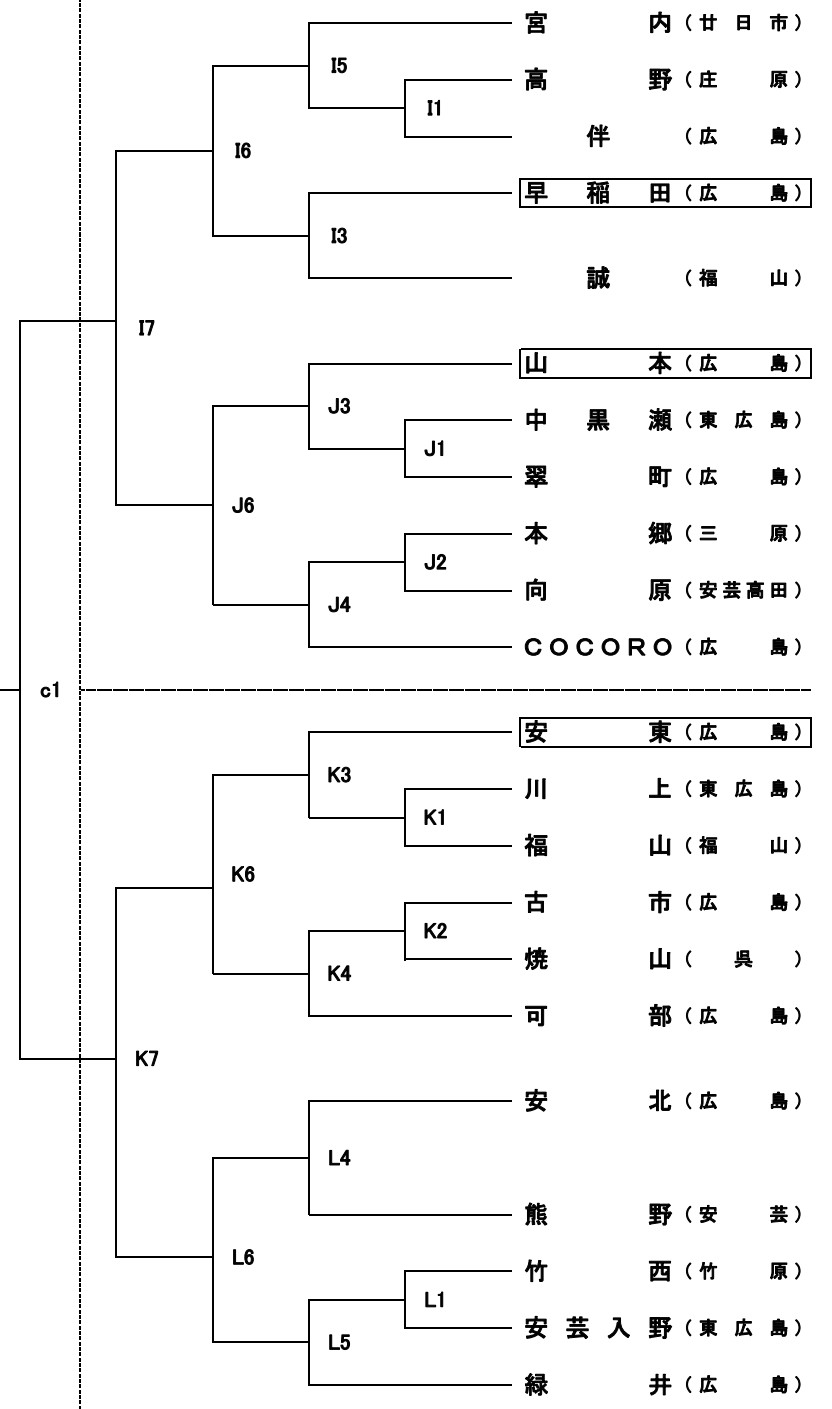 宮内（廿日市）
I5
高野（庄原）
I1
伴（広島）
I6
早稲田（広島）
I3
誠（福山）
I7
山本（広島）
J3
中黒瀬（東広島）
J1
翠町（広島）
J6
本郷（三原）
J2
向原（安芸高田）
J4
ＣＯＣＯＲＯ（広島）
c1
安東（広島）
K3
川上（東広島）
K1
福山（福山）
K6
古市（広島）
K2
焼山（呉）
K4
可部（広島）
K7
安北（広島）
L4
熊野（安芸）
L6
竹西（竹原）
L1
安芸入野（東広島）
L5
緑井（広島）